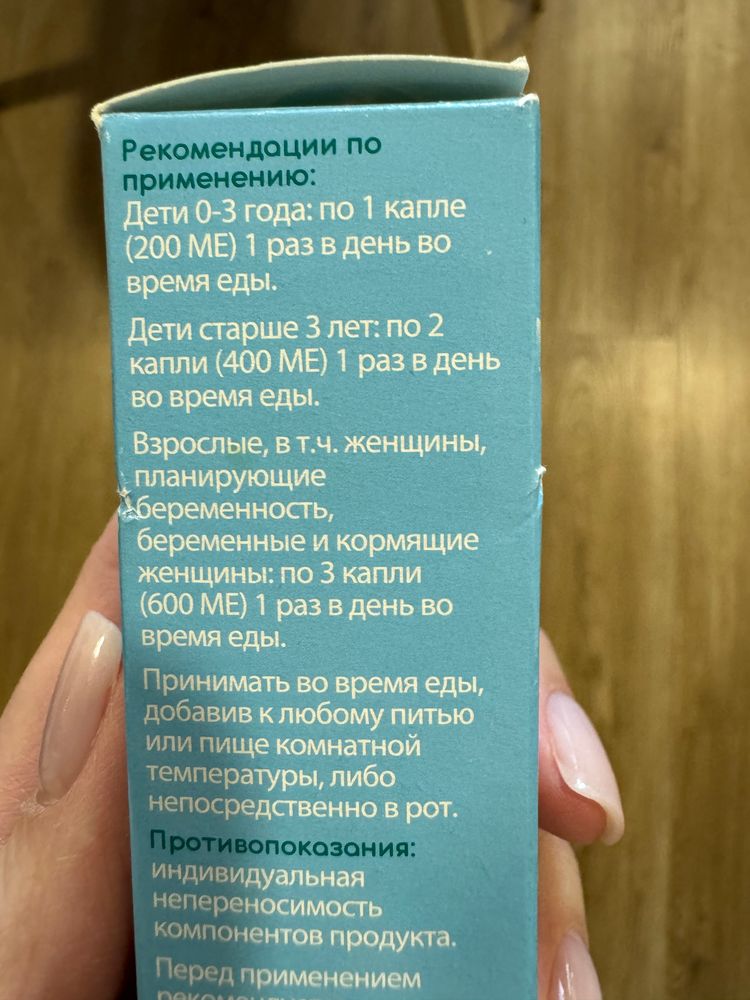 Рекомендации по
применению:
Дети 0-3 года: по 1 капле
(200 МЕ) 1 раз в день во
время еды.
Дети старше 3 лет: по 2
капли (400 МЕ) 1 раз в день
во время еды.
Взрослые, в т.ч. женщины,
планирующие
беременность,
беременные и кормящие
женщины: по 3 капли
(600 МЕ) 1 раз в день во
время еды.
Принимать во время еды,
добавив к любому питью
или пище комнатной
температуры, либо
непосредственно в рот.
Противопоказания:
индивидуальная
непереносимость
компонентов продукта.
Перед применением